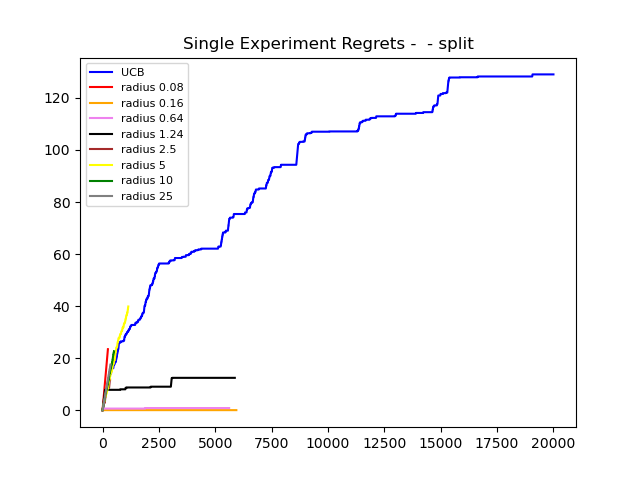 Single Experiment Regrets -  - split
UCB
radius 0.08
radius 0.16
radius 0.64
radius 1.24
radius 2.5
radius 5
radius 10
radius 25
120
100
80
60
40
20
0
0 2500 5000 7500 10000 12500 15000 17500 20000